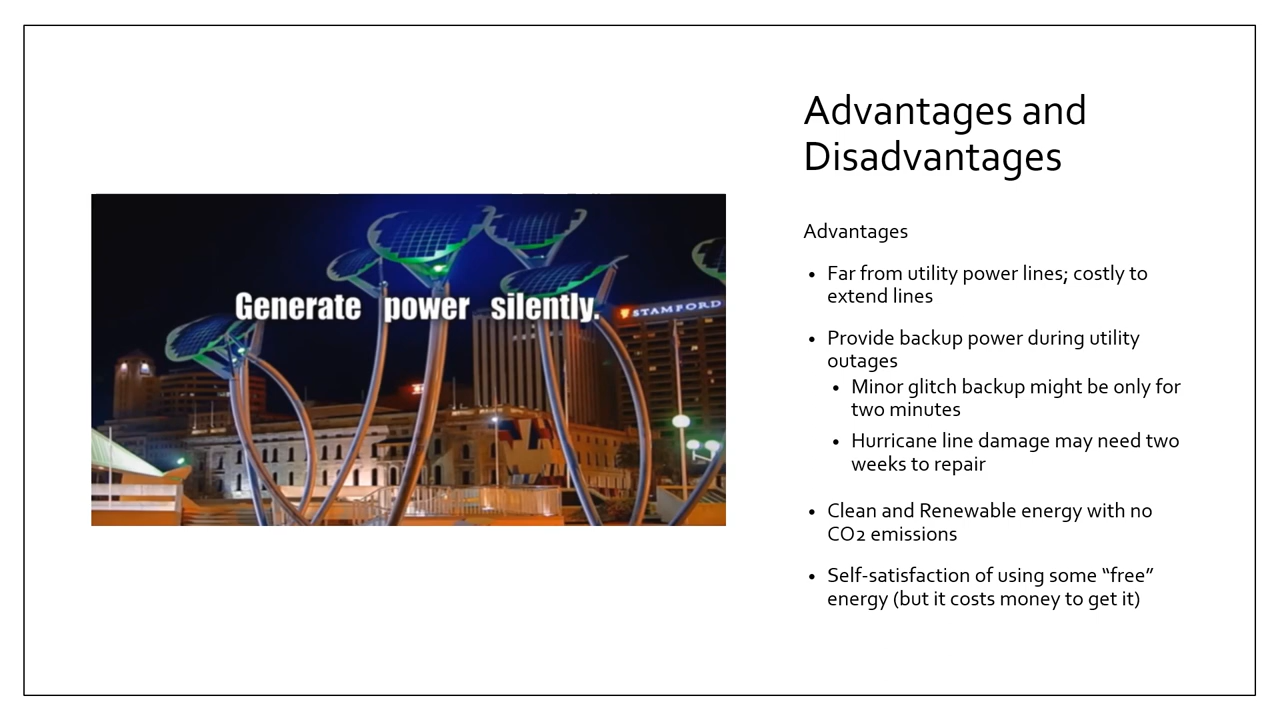 Advantages and
Disadvantages
Generate power silently.
STAMFORD
Advantages
• Far from utility power lines; costly to
extend lines
• Provide backup power during utility
outages
• Minor glitch backup might be only for
two minutes
• Hurricane line damage may need two
weeks to repair
• Clean and Renewable energy with no
CO2 emissions
• Self-satisfaction of using some “free”
energy (but it costs money to get it)